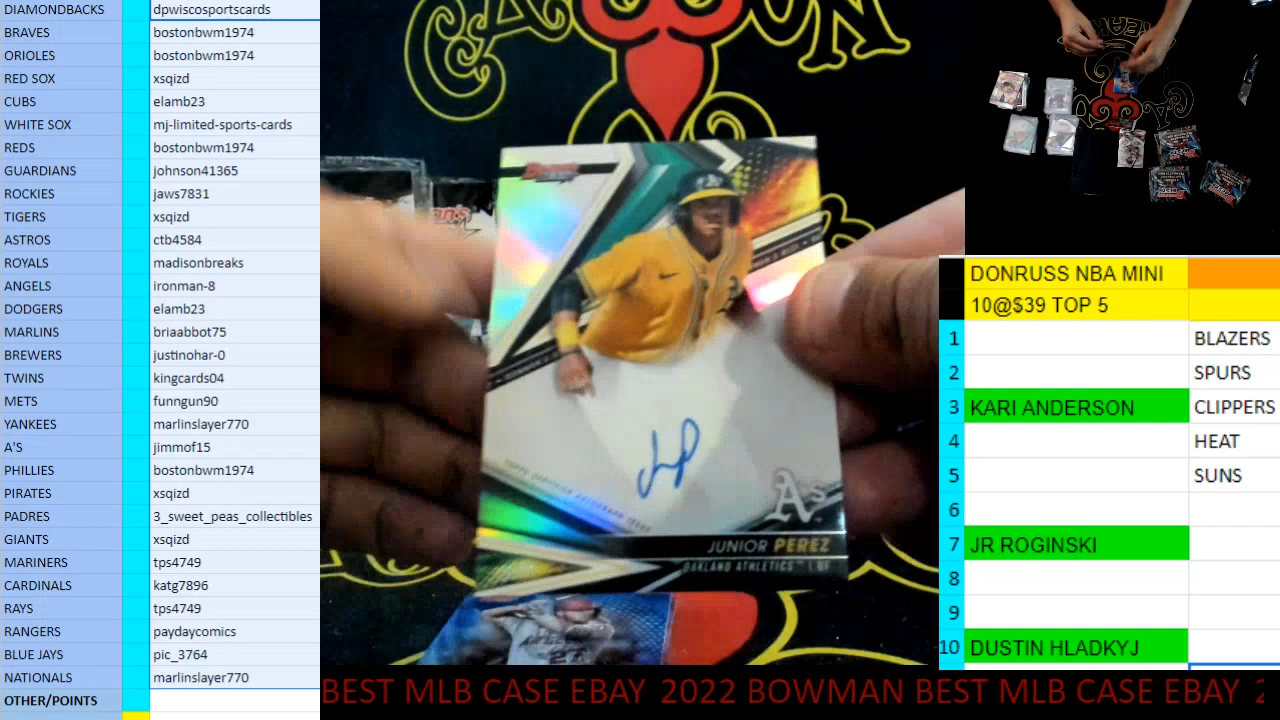 DIAMONDBACKS dpwiscosportscards
BRAVES bostonbwm1974
ORIOLES bostonbwm1974
RED SOX xsqizd
CUBS elamb23
WHITE SOX mj-limited-sports-cards
REDS bostonbwm1974
GUARDIANS johnson41365
ROCKIES jaws7831
TIGERS xsqizd
ASTROS ctb4584
ROYALS madisonbreaks
ANGELS ironman-8
DODGERS elamb23
MARLINS briaabbot75
BREWERS justinohar-0
TWINS kingcards04
METS funngun90
YANKEES marlinslayer770
A'S jimmof15
PHILLIES bostonbwm1974
PIRATES xsqizd
PADRES 3_sweet_peas_collectibles
GIANTS xsqizd
MARINERS tps4749
CARDINALS katg7896
RAYS tps4749
RANGERS paydaycomics
BLUE JAYS pic_3764
NATIONALS marlinslayer770
OTHER/POINTS
A's
JUNIOR PEREZ
OAKLAND ATHLETICS™ | OF
DONRUSS NBA MINI
10@$39 TOP 5
1 BLAZERS
2 SPURS
3 KARI ANDERSON CLIPPERS
4 HEAT
5 SUNS
6
7 JR ROGINSKI
8
9
10 DUSTIN HLADKYJ
BEST MLB CASE EBAY 2022 BOWMAN BEST MLB CASE EBAY 2